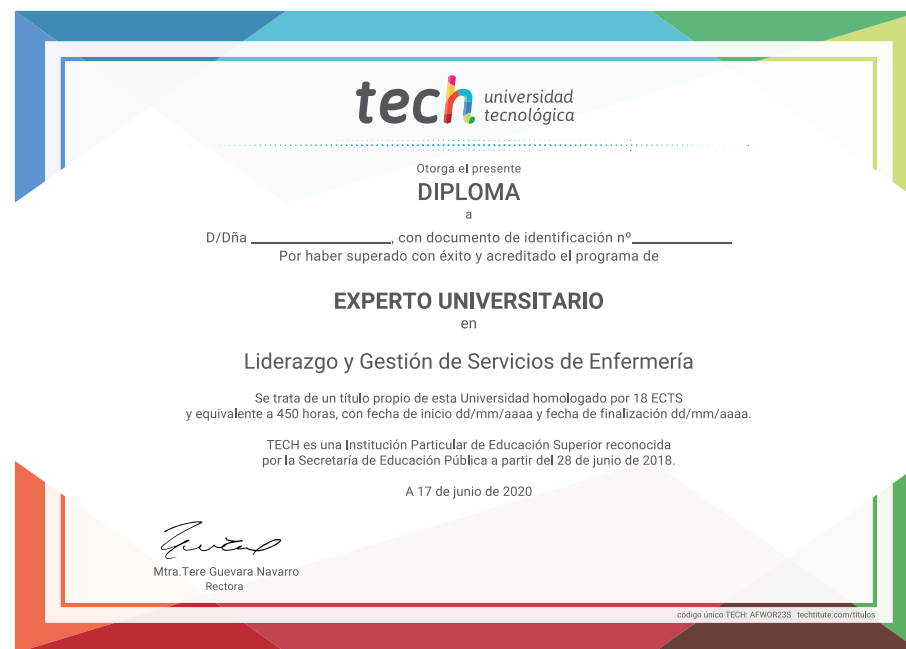 tech universidad
tecnológica
Otorga el presente
DIPLOMA
a
D/Dña ____________________, con documento de identificación nº______________
Por haber superado con éxito y acreditado el programa de
EXPERTO UNIVERSITARIO
en
Liderazgo y Gestión de Servicios de Enfermería
Se trata de un título propio de esta Universidad homologado por 18 ECTS
y equivalente a 450 horas, con fecha de inicio dd/mm/aaaa y fecha de finalización dd/mm/aaaa.
TECH es una Institución Particular de Educación Superior reconocida
por la Secretaría de Educación Pública a partir del 28 de junio de 2018.
A 17 de junio de 2020
Mtra.Tere Guevara Navarro
Rectora
código único TECH: AFWOR23S techtitute.com/titulos